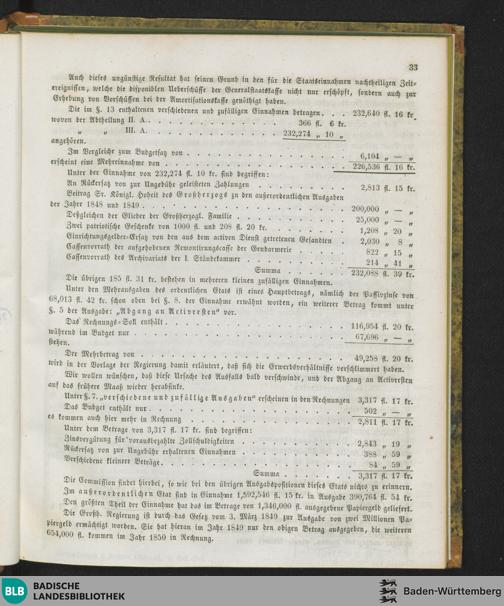 33
Auch dieses ungünstige Resultat hat seinen Grund in den für die Staatseinnahmen nachtheiligen Zeit-
ereignissen, welche die disponiblen Ueberschüsse der Generalstaatskasse nicht nur erschöpft, sondern auch zur
Erhebung von Vorschüssen bei der Amortisationskasse genöthigt haben.
Die im §. 13 enthaltenen verschiedenen und zufälligen Einnahmen betragen . . 232,640 fl. 16 kr.
wovon der Abtheilung II. A. . . . . . . . 366 fl. 6 kr.
„ „ III. A. . . . . . . . 232,274 „ 10 „
angehören.
Im Vergleiche zum Budgetsatz von . . . . . . . . 6,104 „ — „
erscheint eine Mehreinnahme von . . . . . . . . 226,536 fl. 16 kr.
Unter der Einnahme von 232,274 fl. 10 kr. sind begriffen:
An Rückersatz von zur Ungebühr geleisteten Zahlungen . . . . 2,813 fl. 15 kr.
Beitrag Sr. Königl. Hoheit des Großherzogs zu den außerordentlichen Ausgaben
der Jahre 1848 und 1849 . . . . . . . . 200,000 „ — „
Deßgleichen der Glieder der Großherzogl. Familie . . . . . 25,000 „ — „
Zwei patriotische Geschenke von 1000 fl. und 208 fl. 20 kr. . . . 1,208 „ 20 „
Einrichtungsgelder-Ersatz von den aus dem activen Dienst getretenen Gesandten . 2,030 „ 8 „
Cassenvorrath der aufgehobenen Remontirungscasse der Gendarmerie . . . 822 „ 15 „
Cassenvorrath des Archivariats der I. Ständekammer . . . . 214 „ 41 „
Summa . . 232,088 fl. 39 kr.
Die übrigen 185 fl. 31 kr. bestehen in mehreren kleinen zufälligen Einnahmen.
Unter den Mehrausgaben des ordentlichen Etats ist eines Hauptbetrags, nämlich der Passivzinse von
68,013 fl. 42 kr. schon oben bei §. 8. der Einnahme erwähnt worden, ein weiterer Betrag kommt unter
§. 5 der Ausgabe: „Abgang an Activresten“ vor.
Das Rechnungs-Soll enthält . . . . . . . . 116,954 fl. 20 kr.
während im Budget nur . . . . . . . . 67,696 „ — „
stehen.
Der Mehrbetrag von . . . . . . . . 49,258 fl. 20 kr.
wird in der Vorlage der Regierung damit erläutert, daß sich die Erwerbsverhältnisse verschlimmert haben.
Wir wollen wünschen, daß diese Ursache des Ausfalls bald verschwinde, und der Abgang an Activresten
auf das frühere Maaß wieder herabsinke.
Unter §. 7. „verschiedene und zufällige Ausgaben“ erscheinen in den Rechnungen 3,317 fl. 17 kr.
Das Budget enthält nur . . . . . . . . 502 „ — „
es kommen auch hier mehr in Rechnung . . . . . . 2,811 fl. 17 kr.
Unter dem Betrage von 3,317 fl. 17 kr. sind begriffen:
Zinsvergütung für vorausbezahlte Zollschuldigkeiten . . . . . 2,843 „ 19 „
Rückersatz von zur Ungebühr erhaltenen Einnahmen . . . . . 388 „ 59 „
Verschiedene kleinere Beträge . . . . . . . 84 „ 59 „
Summa . . 3,317 fl. 17 kr.
Die Commission findet hierbei, so wie bei den übrigen Ausgabspositionen dieses Etats nichts zu erinnern.
Im außerordentlichen Etat sind in Einnahme 1,592,546 fl. 15 kr. in Ausgabe 390,764 fl. 54 kr.
Den größten Theil der Einnahme hat das im Betrage von 1,346,000 fl. ausgegebene Papiergeld geliefert.
Die Großh. Regierung ist durch das Gesetz vom 3. März 1849 zur Ausgabe von zwei Millionen Pa-
piergeld ermächtigt worden. Sie hat hieran im Jahr 1849 nur den obigen Betrag ausgegeben, die weiteren
654,000 fl. kommen im Jahr 1850 in Rechnung.
BLB
BADISCHE
LANDESBIBLIOTHEK
Baden-Württemberg